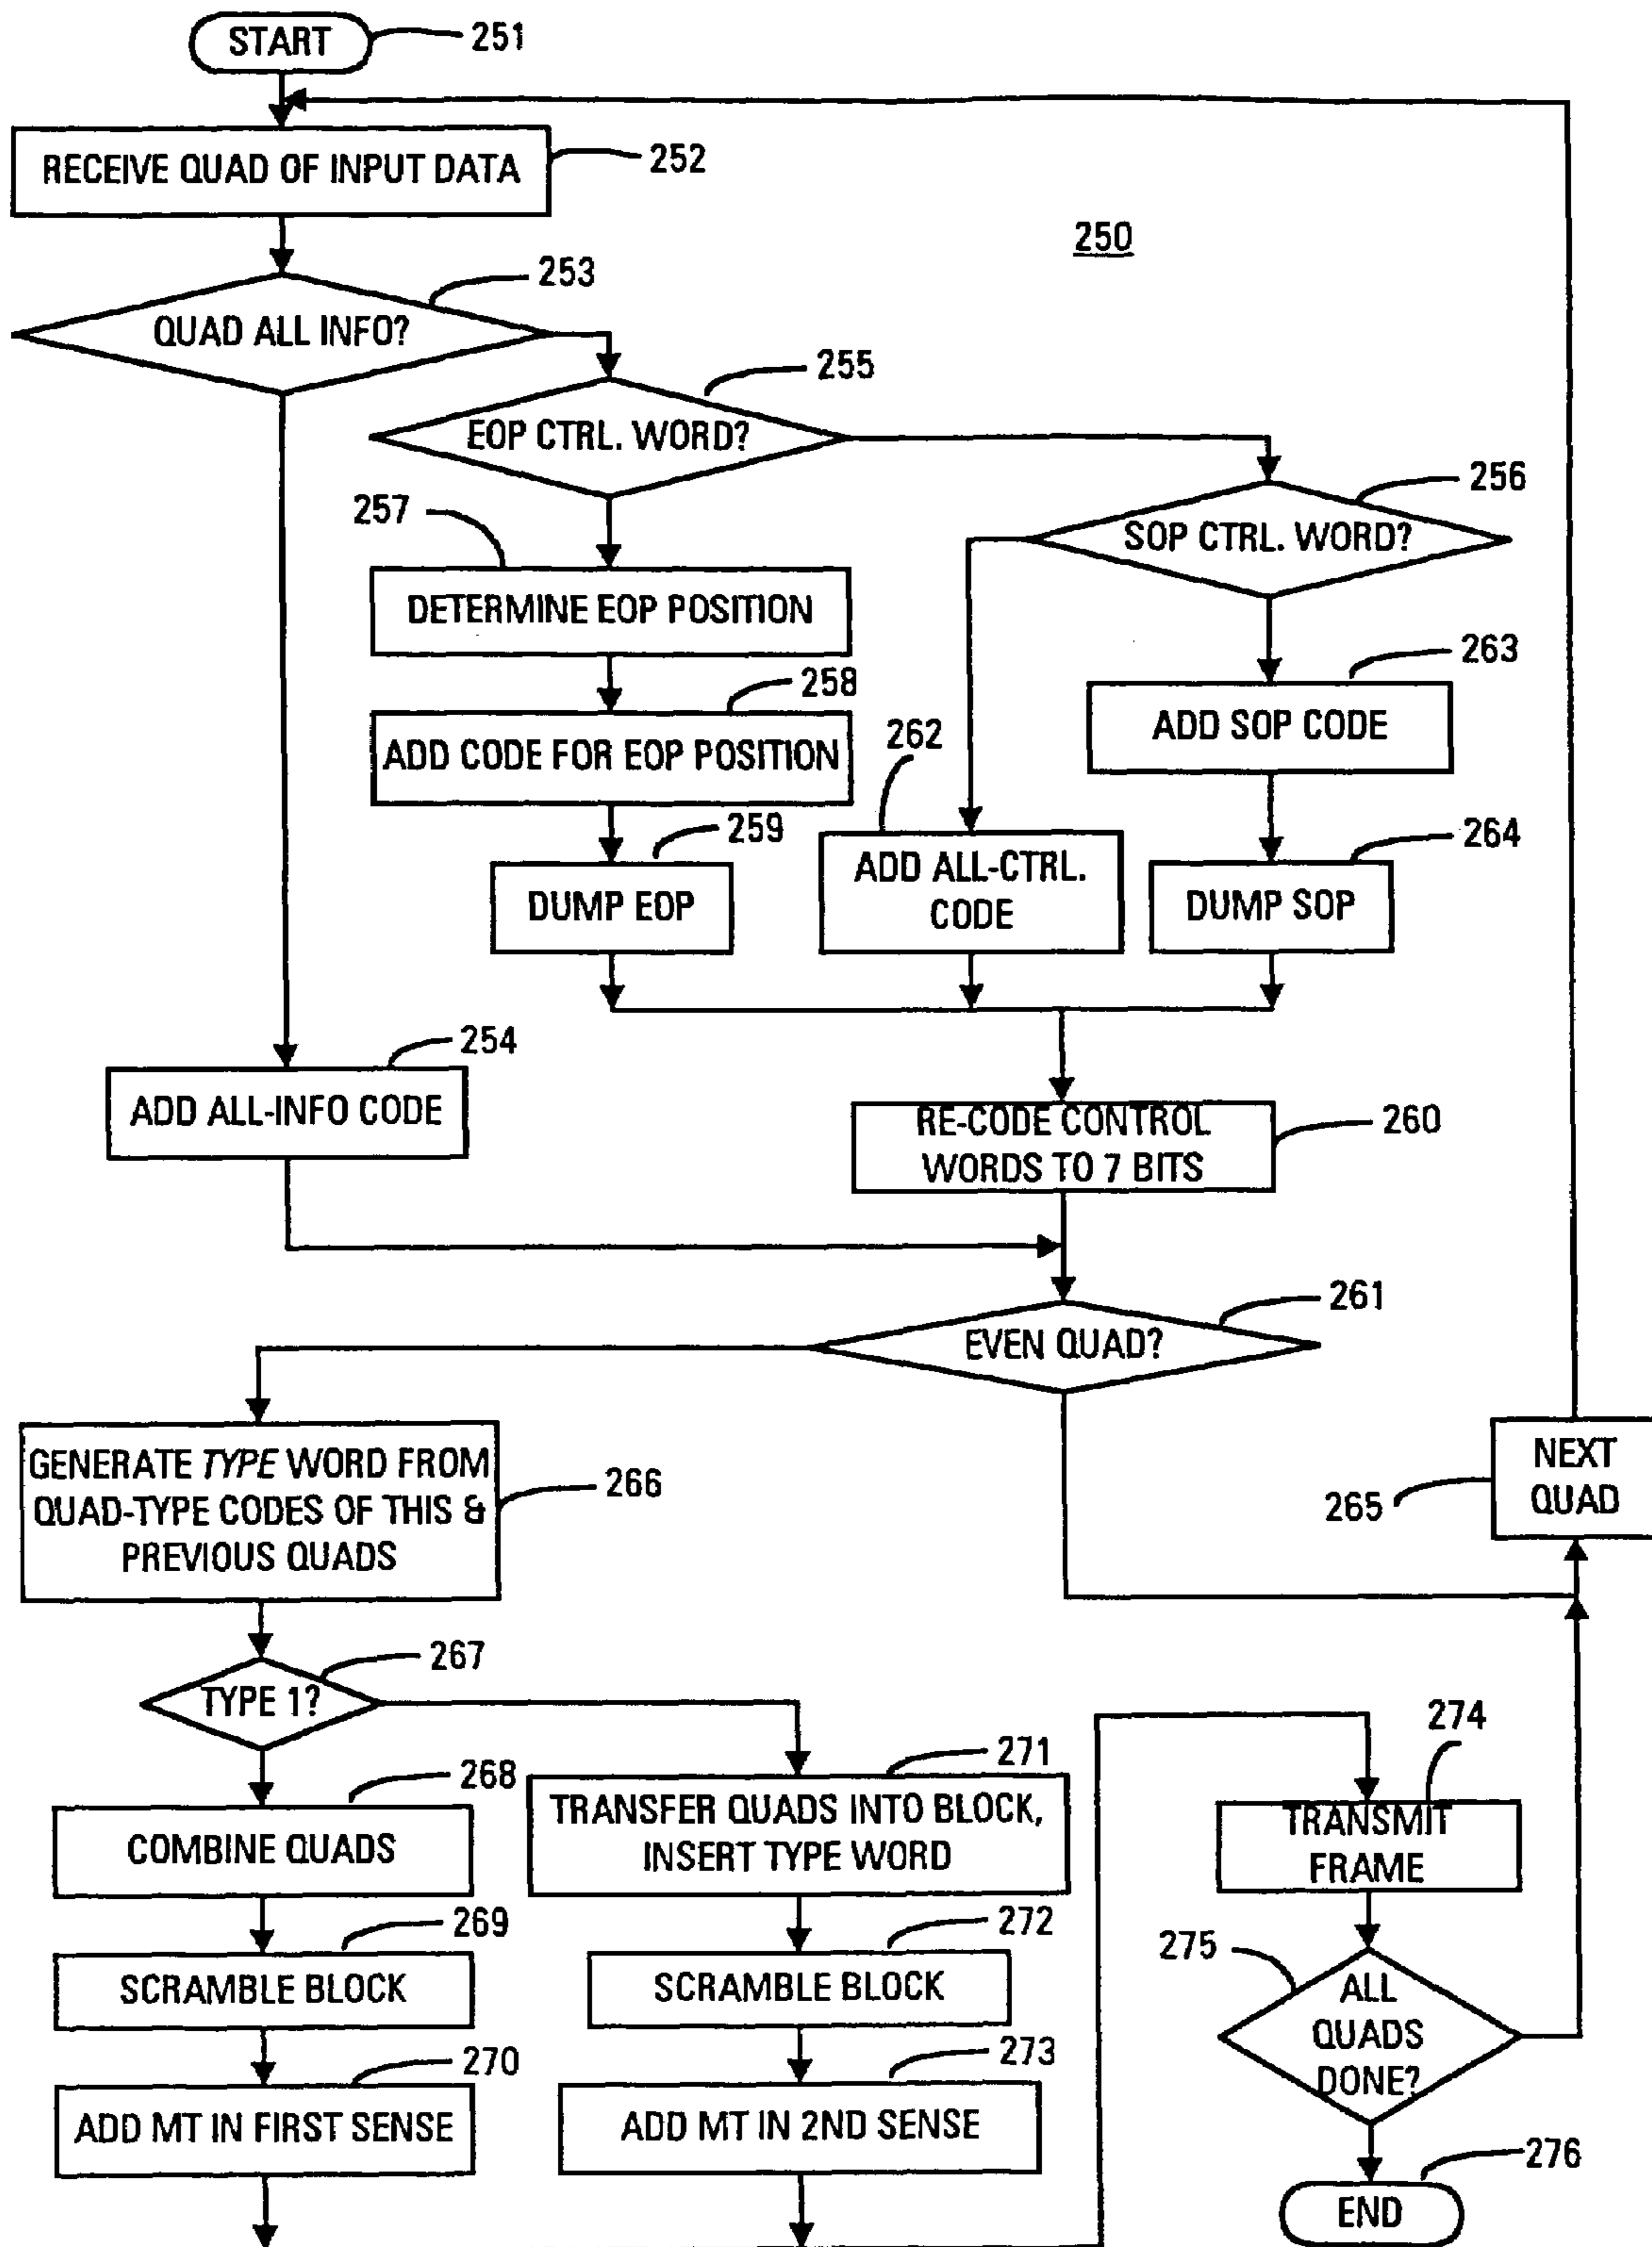 START
251
RECEIVE QUAD OF INPUT DATA
252
250
253
QUAD ALL INFO?
255
EOP CTRL. WORD?
256
SOP CTRL. WORD?
257
DETERMINE EOP POSITION
263
ADD SOP CODE
258
ADD CODE FOR EOP POSITION
262
ADD ALL-CTRL.
CODE
259
DUMP EOP
264
DUMP SOP
254
ADD ALL-INFO CODE
RE-CODE CONTROL
WORDS TO 7 BITS
260
261
EVEN QUAD?
GENERATE TYPE WORD FROM
QUAD-TYPE CODES OF THIS &
PREVIOUS QUADS
266
NEXT
QUAD
265
267
TYPE 1?
268
COMBINE QUADS
271
TRANSFER QUADS INTO BLOCK,
INSERT TYPE WORD
274
TRANSMIT
FRAME
269
SCRAMBLE BLOCK
272
SCRAMBLE BLOCK
275
ALL
QUADS
DONE?
270
ADD MT IN FIRST SENSE
273
ADD MT IN 2ND SENSE
276
END